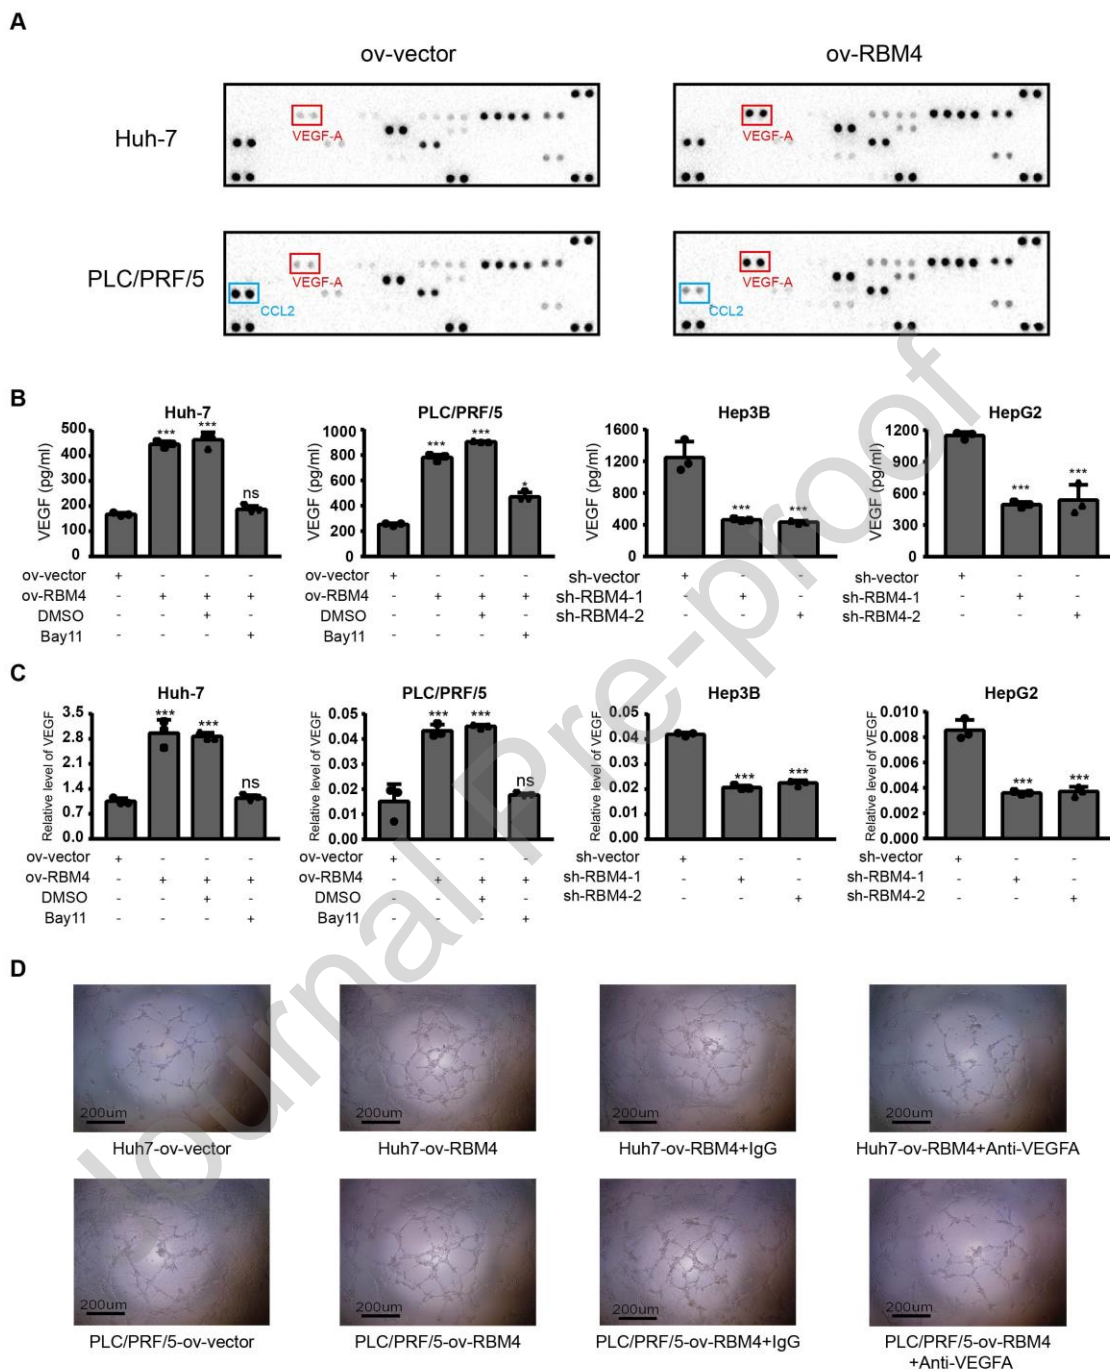 A
ov-vector
ov-RBM4
Huh-7
VEGF-A
VEGF-A
PLC/PRF/5
VEGF-A
CCL2
VEGF-A
CCL2
B
Huh-7
VEGF (pg/ml)
500
400
300
200
100
0
***
***
ns
ov-vector + - - -
ov-RBM4 - + + +
DMSO - - + -
Bay11 - - - +
PLC/PRF/5
VEGF (pg/ml)
1000
800
600
400
200
0
***
***
*
ov-vector + - - -
ov-RBM4 - + + +
DMSO - - + -
Bay11 - - - +
Hep3B
VEGF (pg/ml)
1600
1200
800
400
0
***
***
sh-vector + - -
sh-RBM4-1 - + -
sh-RBM4-2 - - +
HepG2
VEGF (pg/ml)
1200
900
600
300
0
***
***
sh-vector + - -
sh-RBM4-1 - + -
sh-RBM4-2 - - +
C
Huh-7
Relative level of VEGF
3.5
2.8
2.1
1.4
0.7
0.0
***
***
ns
ov-vector + - - -
ov-RBM4 - + + +
DMSO - - + -
Bay11 - - - +
PLC/PRF/5
Relative level of VEGF
0.05
0.04
0.03
0.02
0.01
0.00
***
***
ns
ov-vector + - - -
ov-RBM4 - + + +
DMSO - - + -
Bay11 - - - +
Hep3B
Relative level of VEGF
0.05
0.04
0.03
0.02
0.01
0.00
***
***
sh-vector + - -
sh-RBM4-1 - + -
sh-RBM4-2 - - +
HepG2
Relative level of VEGF
0.010
0.008
0.006
0.004
0.002
0.000
***
***
sh-vector + - -
sh-RBM4-1 - + -
sh-RBM4-2 - - +
D
200um
200um
200um
200um
Huh7-ov-vector
Huh7-ov-RBM4
Huh7-ov-RBM4+IgG
Huh7-ov-RBM4+Anti-VEGFA
200um
200um
200um
200um
PLC/PRF/5-ov-vector
PLC/PRF/5-ov-RBM4
PLC/PRF/5-ov-RBM4+IgG
PLC/PRF/5-ov-RBM4
+Anti-VEGFA
Journal Pre-proof